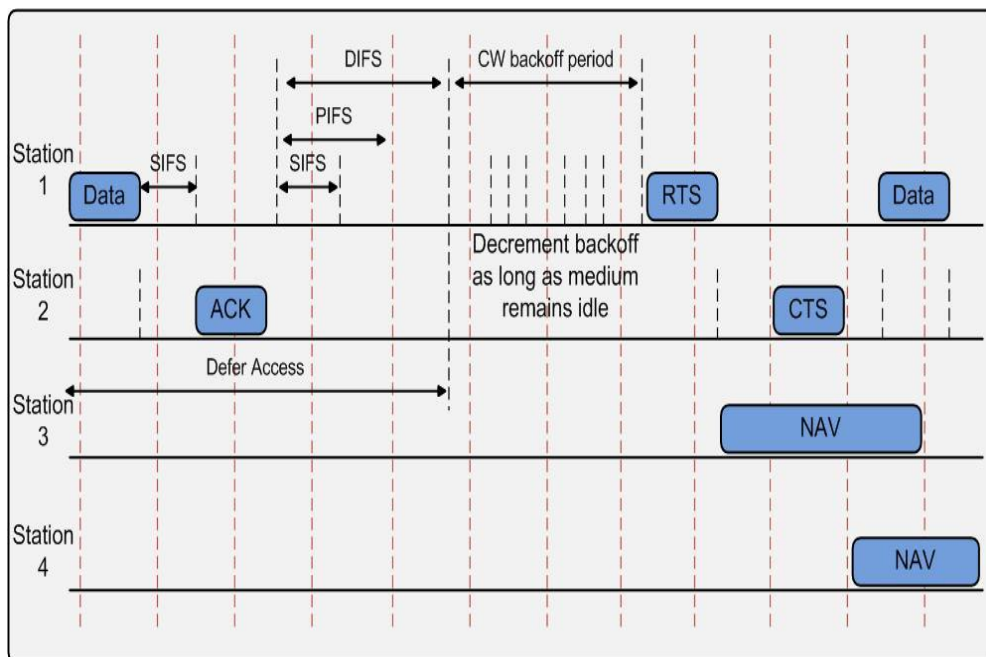 DIFS
CW backoff period
PIFS
Station
1
SIFS
SIFS
Data
RTS
Data
Decrement backoff
as long as medium
remains idle
Station
2
ACK
CTS
Defer Access
Station
3
NAV
Station
4
NAV